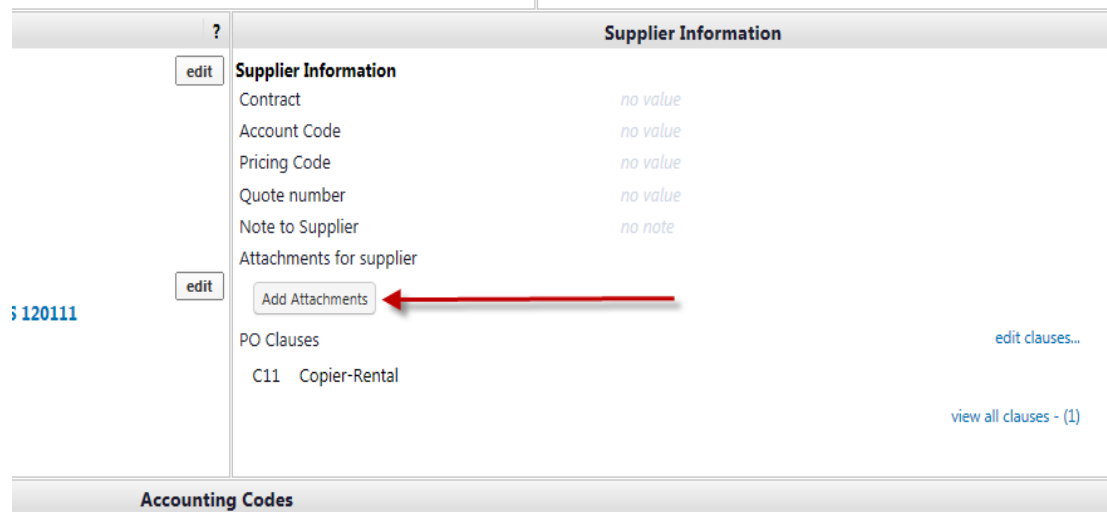 ?
Supplier Information
edit
Supplier Information
Contract no value
Account Code no value
Pricing Code no value
Quote number no value
Note to Supplier no note
Attachments for supplier
edit
Add Attachments
120111
PO Clauses
edit clauses...
C11 Copier-Rental
view all clauses - (1)
Accounting Codes